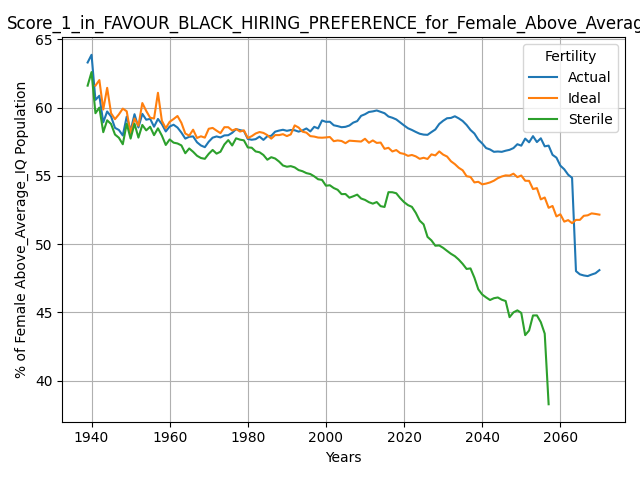 Score_1_in_FAVOUR_BLACK_HIRING_PREFERENCE_for_Female_Above_Averag
65
60
55
50
45
40
% of Female Above_Average_IQ Population
Fertility
Actual
Ideal
Sterile
1940 1960 1980 2000 2020 2040 2060
Years